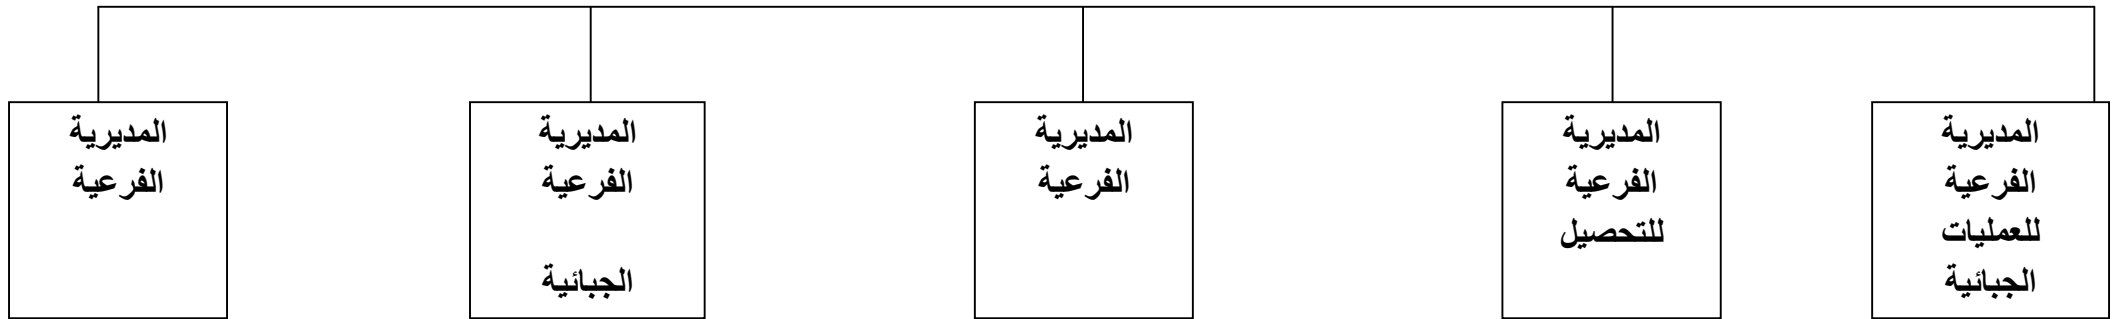 المديرية
الفرعية
للعمليات
الجبائية
المديرية
الفرعية
للتحصيل
المديرية
الفرعية
المديرية
الفرعية
الجبائية
المديرية
الفرعية